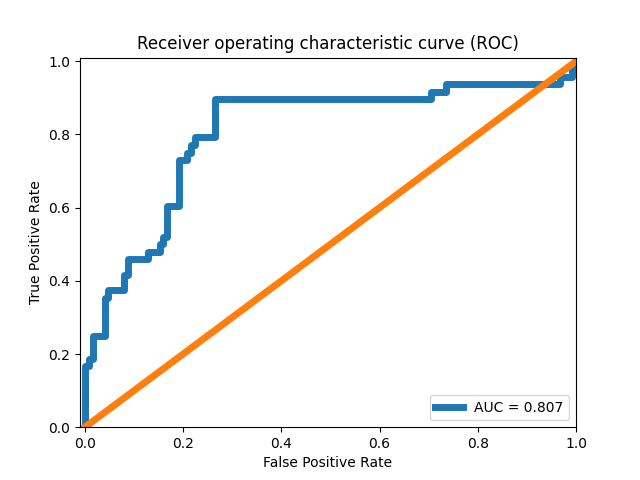 Receiver operating characteristic curve (ROC)
True Positive Rate
1.0
0.8
0.6
0.4
0.2
0.0
0.0 0.2 0.4 0.6 0.8 1.0
False Positive Rate
AUC = 0.807